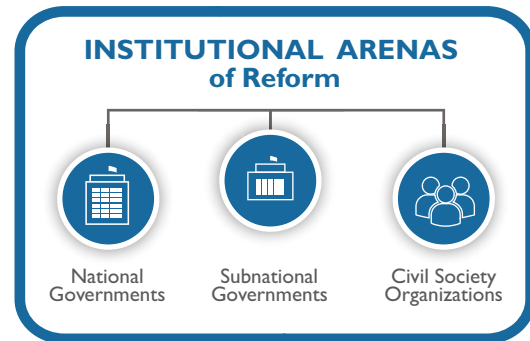 INSTITUTIONAL ARENAS
of Reform
National
Governments
Subnational
Governments
Civil Society
Organizations